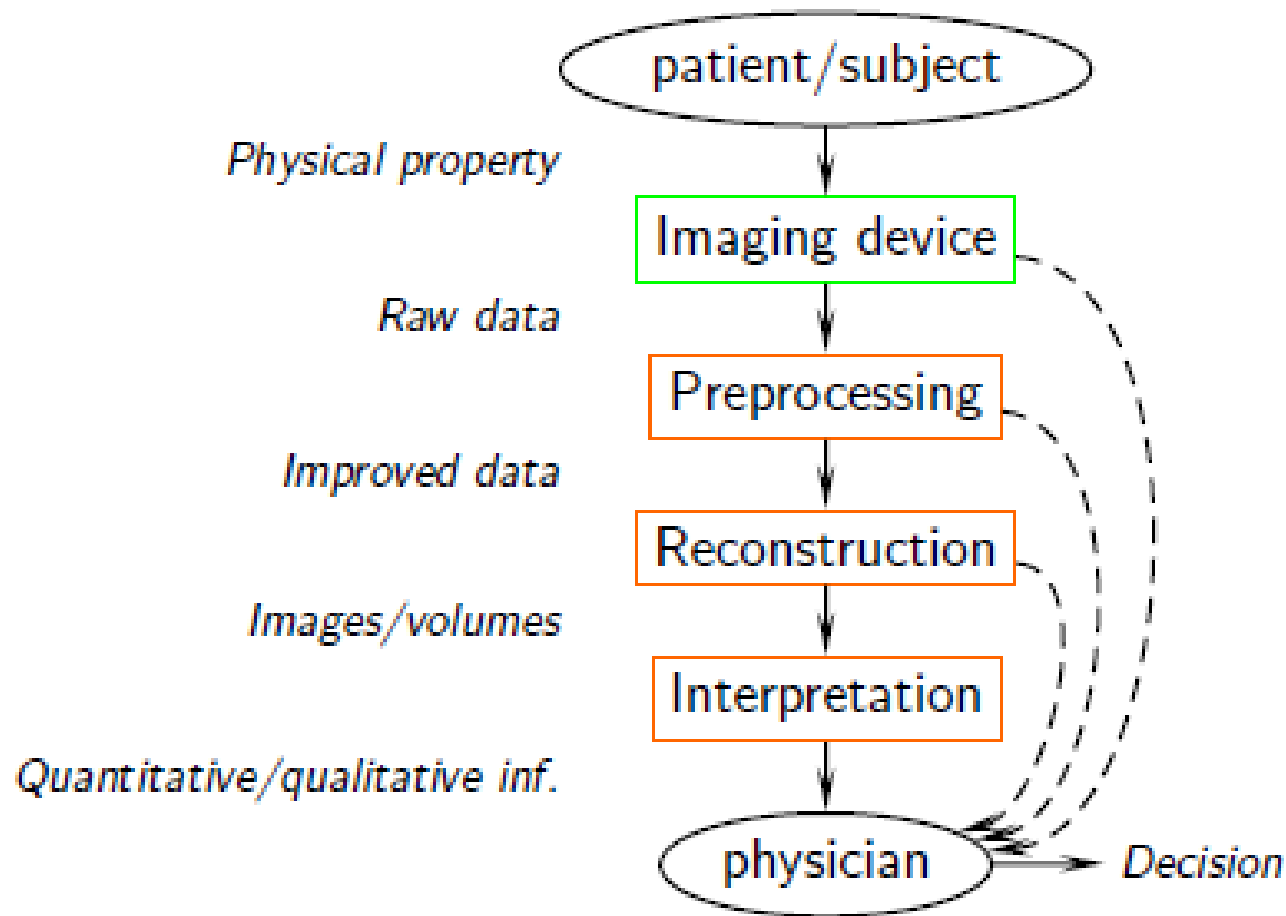 patient/subject
Physical property
Imaging device
Raw data
Preprocessing
Improved data
Reconstruction
Images/volumes
Interpretation
Quantitative/qualitative inf.
physician
Decision